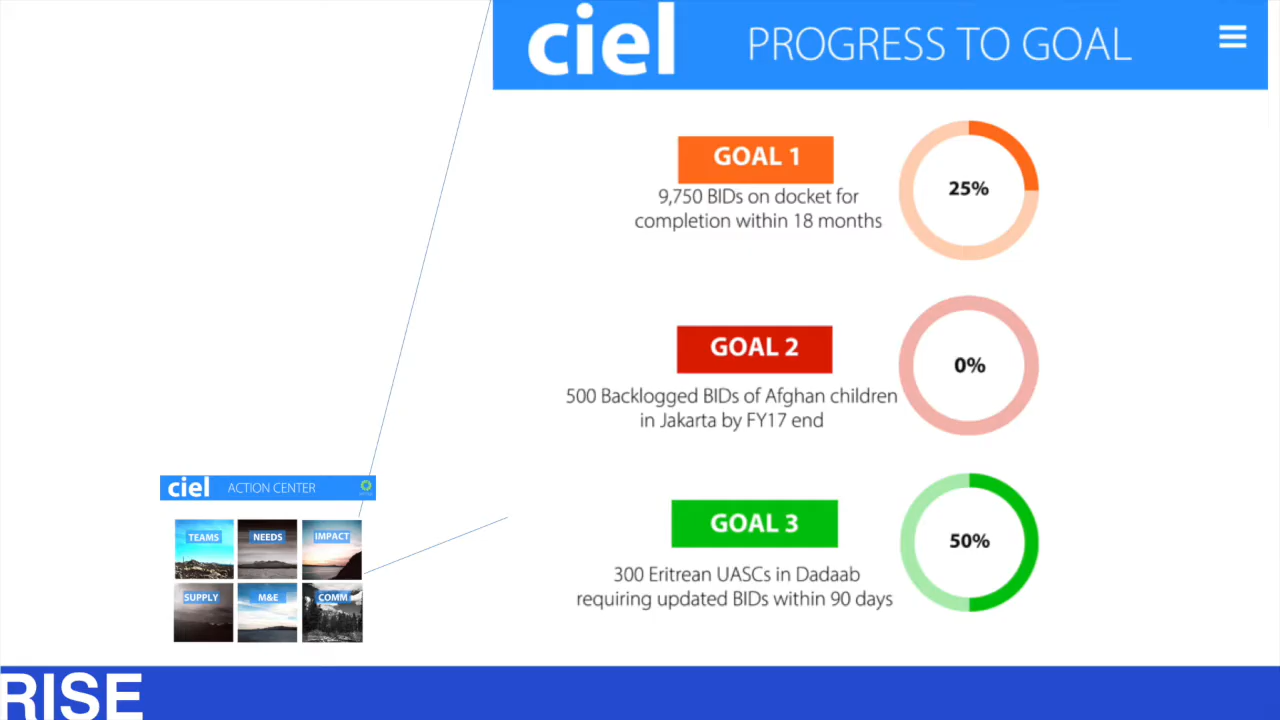 ciel PROGRESS TO GOAL
GOAL 1
9,750 BIDs on docket for
completion within 18 months
25%
GOAL 2
500 Backlogged BIDs of Afghan children
in Jakarta by FY17 end
0%
GOAL 3
300 Eritrean UASCs in Dadaab
requiring updated BIDs within 90 days
50%
ciel ACTION CENTER
TEAMS NEEDS IMPACT
SUPPLY M&E COMM
RISE